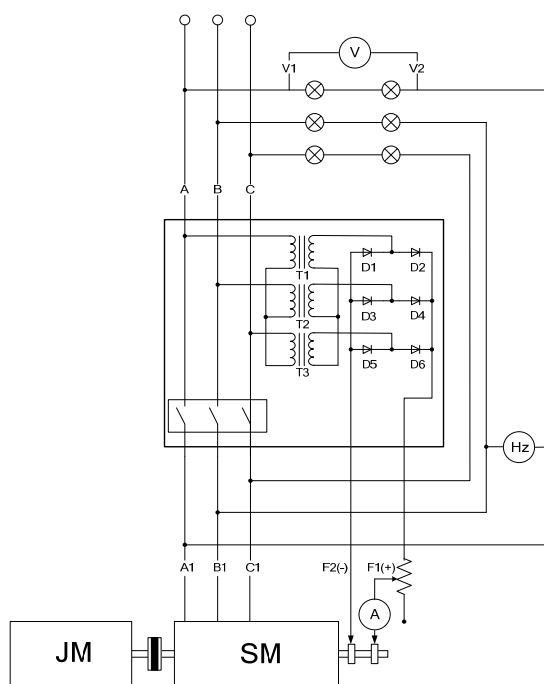 V
V1 V2
A B C
T1
D1 D2
T2
D3 D4
T3
D5 D6
Hz
A1 B1 C1 F2(-) F1(+)
A
JM SM